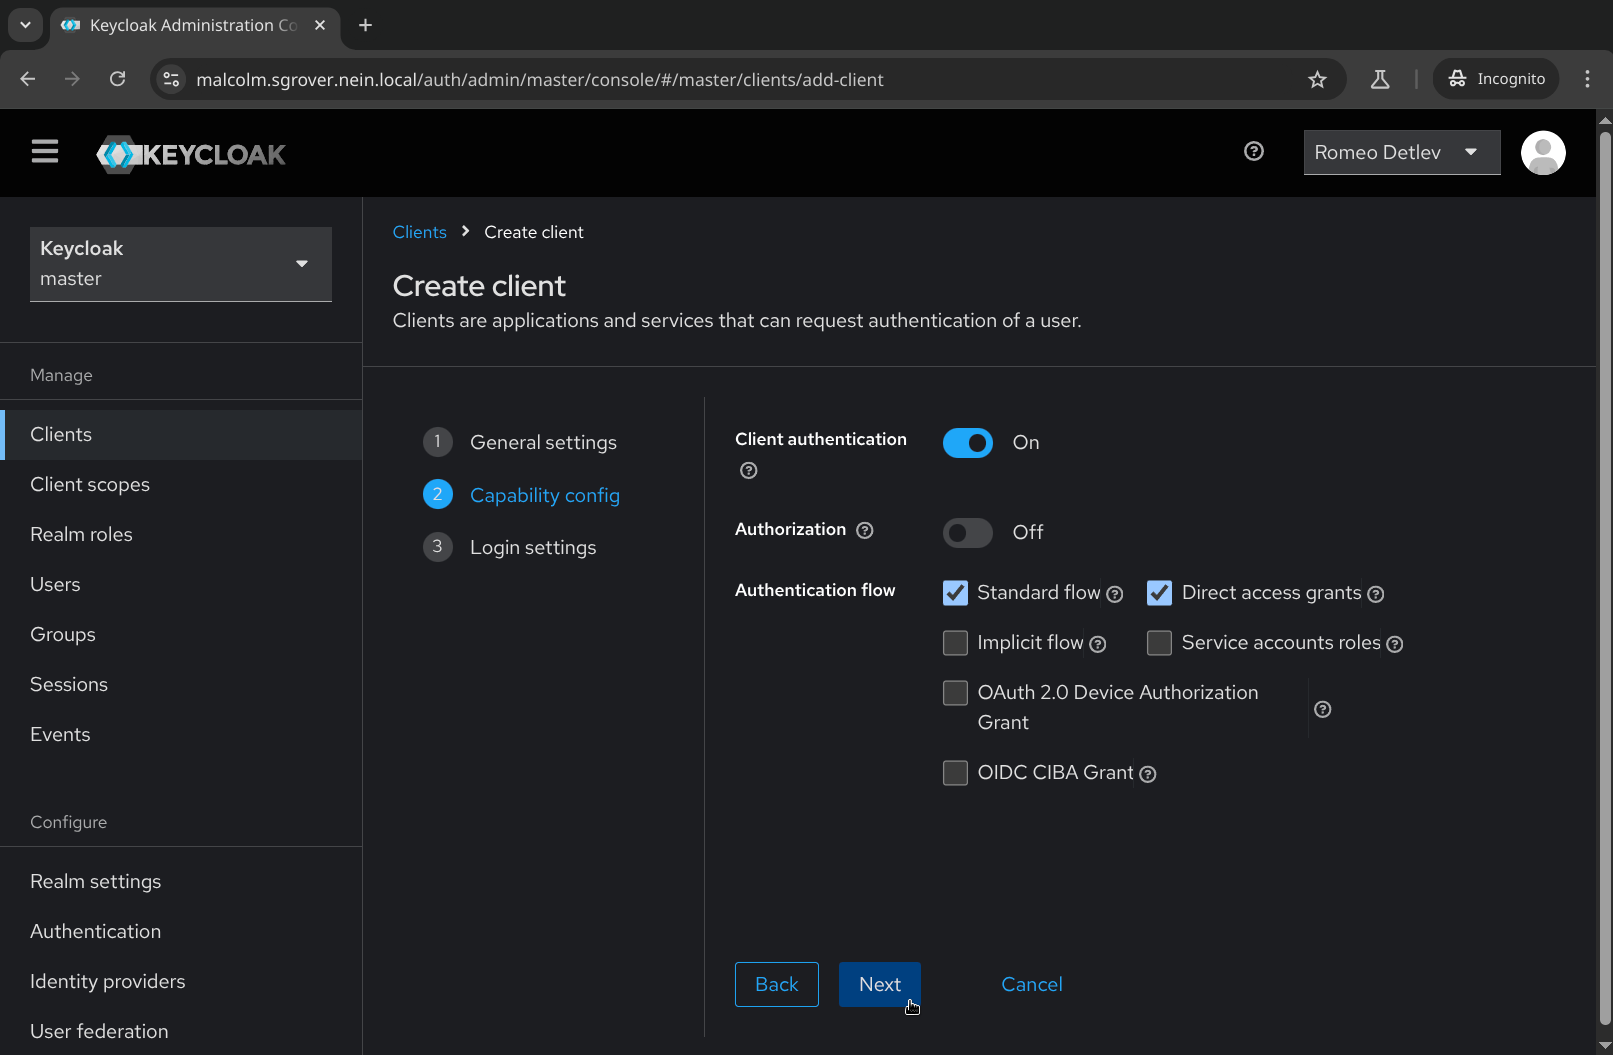 Keycloak Administration Co
malcolm.sgrover.nein.local/auth/admin/master/console/#/master/clients/add-client
Incognito
KEYCLOAK
Romeo Detlev
Keycloak
master
Manage
Clients
Client scopes
Realm roles
Users
Groups
Sessions
Events
Configure
Realm settings
Authentication
Identity providers
User federation
Clients
Create client
Create client
Clients are applications and services that can request authentication of a user.
1 General settings
2 Capability config
3 Login settings
Client authentication
On
Authorization
Off
Authentication flow
Standard flow
Direct access grants
Implicit flow
Service accounts roles
OAuth 2.0 Device Authorization
Grant
OIDC CIBA Grant
Back
Next
Cancel